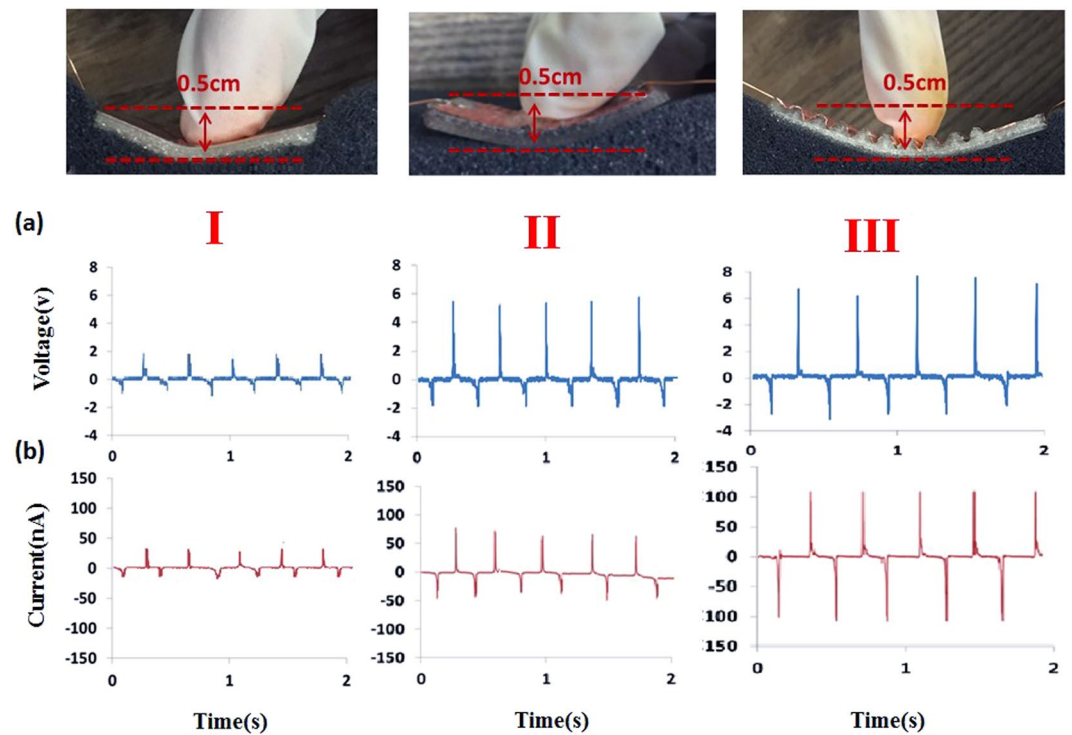 0.5cm 0.5cm 0.5cm
(a) I II III
Voltage(v)
8 6 4 2 0 -2 -4
0 1 2
8 6 4 2 0 -2 -4
0 1 2
8 6 4 2 0 -2 -4
0 1 2
(b)
Current(nA)
150 100 50 0 -50 -100 -150
0 1 2
150 100 50 0 -50 -100 -150
0 1 2
150 100 50 0 50 100 150
0 1 2
Time(s) Time(s) Time(s)